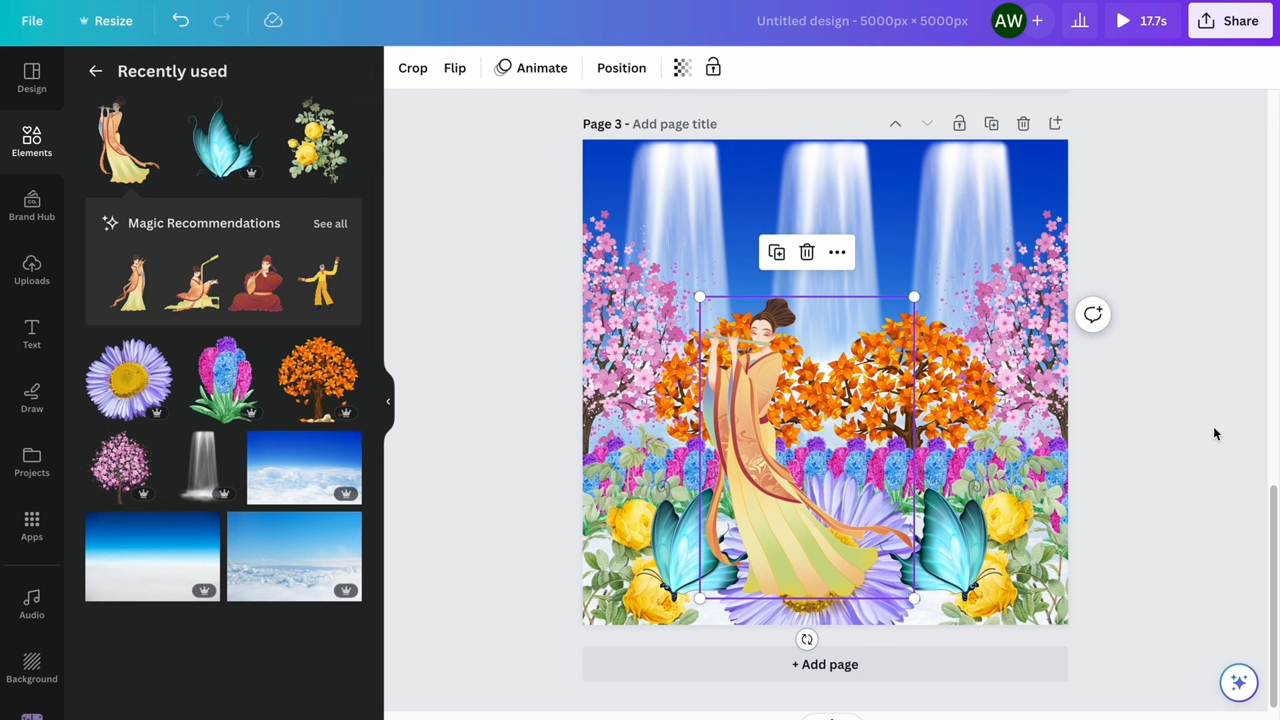 File
Resize
Untitled design - 5000px × 5000px
AW
+
17.7s
Share
Design
Elements
Brand Hub
Uploads
Text
Draw
Projects
Apps
Audio
Background
Recently used
Magic Recommendations
See all
Crop
Flip
Animate
Position
Page 3 - Add page title
+ Add page